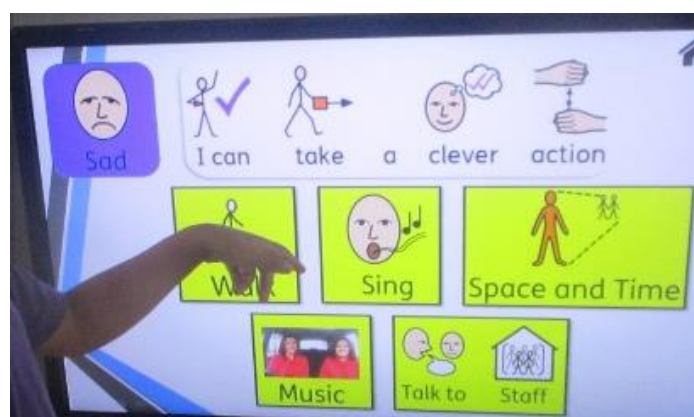 Sad
I can take a clever action
Walk
Sing
Space and Time
Music
Talk to Staff